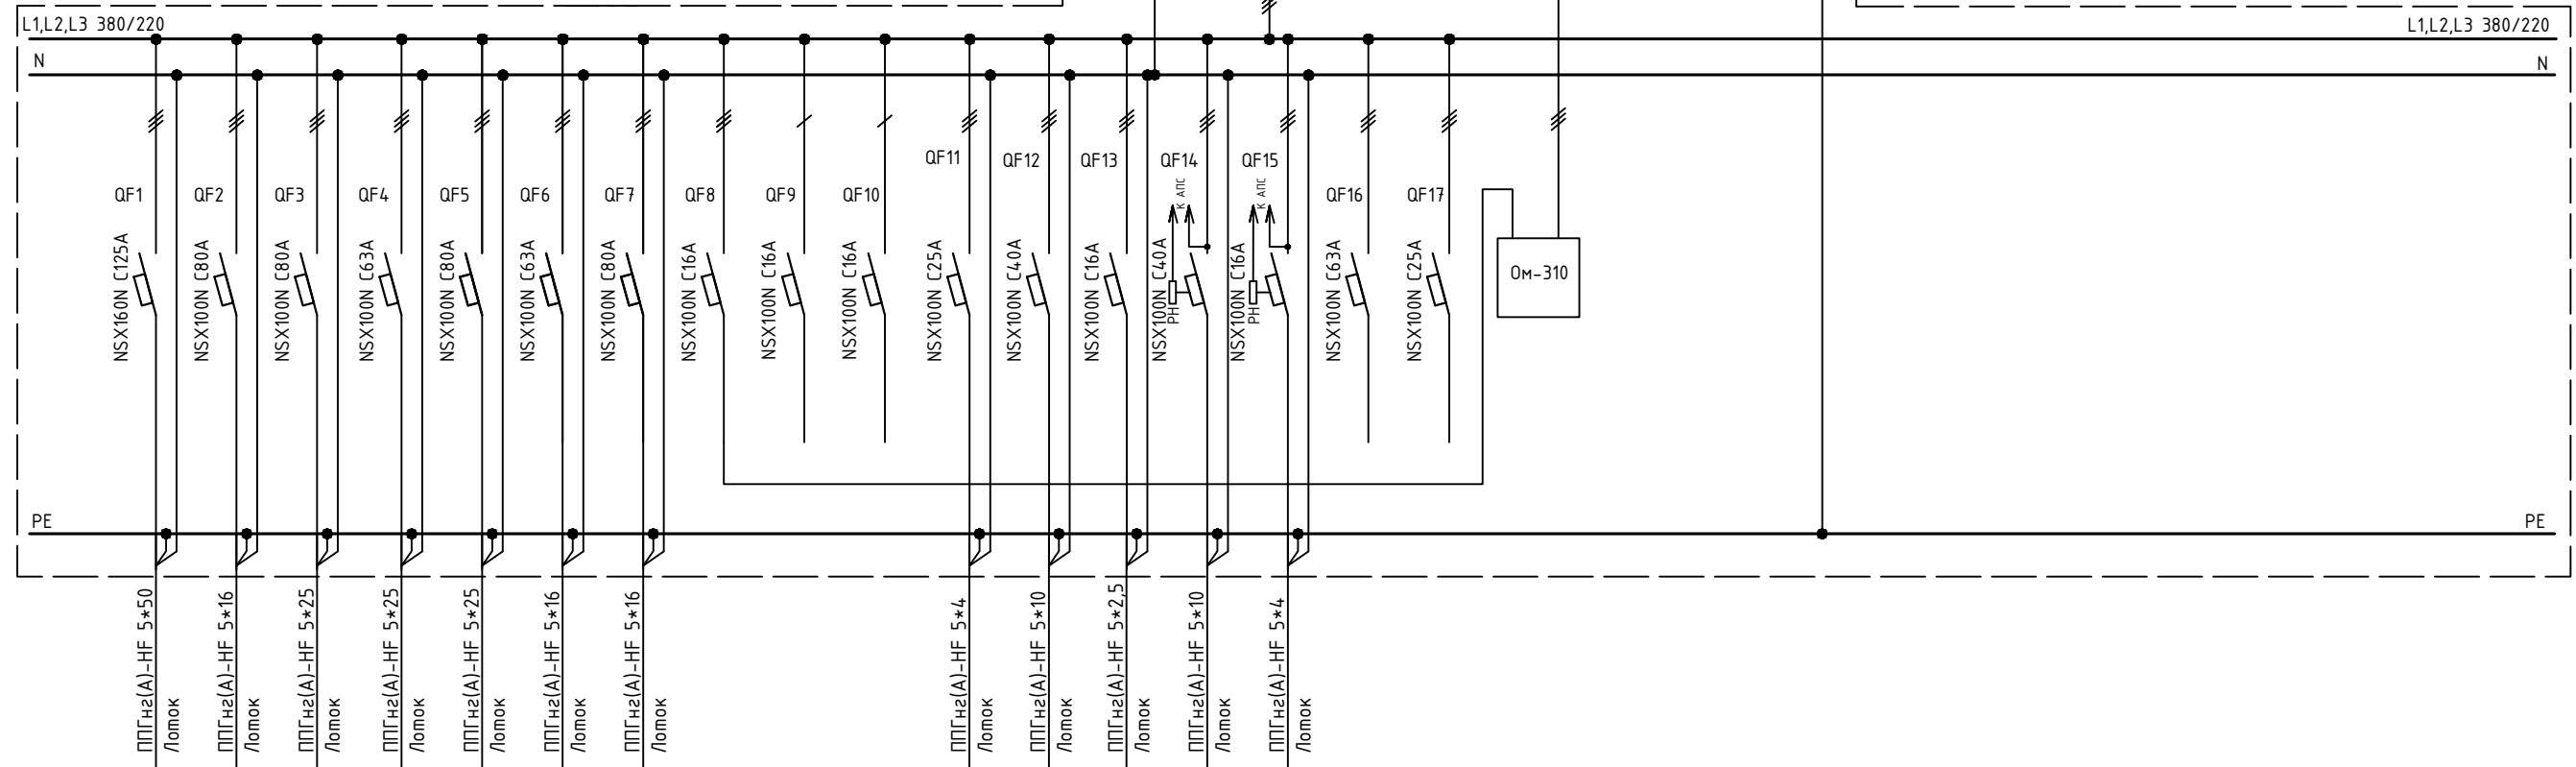 L1,L2,L3 380/220
L1,L2,L3 380/220
N
N
QF1
QF2
QF3
QF4
QF5
QF6
QF7
QF8
QF9
QF10
QF11
QF12
QF13
QF14
QF15
QF16
QF17
К АПС
К АПС
NSX160N C125A
NSX100N C80A
NSX100N C80A
NSX100N C63A
NSX100N C80A
NSX100N C63A
NSX100N C80A
NSX100N C16A
NSX100N C16A
NSX100N C16A
NSX100N C25A
NSX100N C40A
NSX100N C16A
NSX100N C40A
РН
NSX100N C16A
РН
NSX100N C63A
NSX100N C25A
Ом-310
PE
PE
ППГнг(А)-HF 5*50
Лоток
ППГнг(А)-HF 5*16
Лоток
ППГнг(А)-HF 5*25
Лоток
ППГнг(А)-HF 5*25
Лоток
ППГнг(А)-HF 5*25
Лоток
ППГнг(А)-HF 5*16
Лоток
ППГнг(А)-HF 5*16
Лоток
ППГнг(А)-HF 5*4
Лоток
ППГнг(А)-HF 5*10
Лоток
ППГнг(А)-HF 5*2,5
Лоток
ППГнг(А)-HF 5*10
Лоток
ППГнг(А)-HF 5*4
Лоток